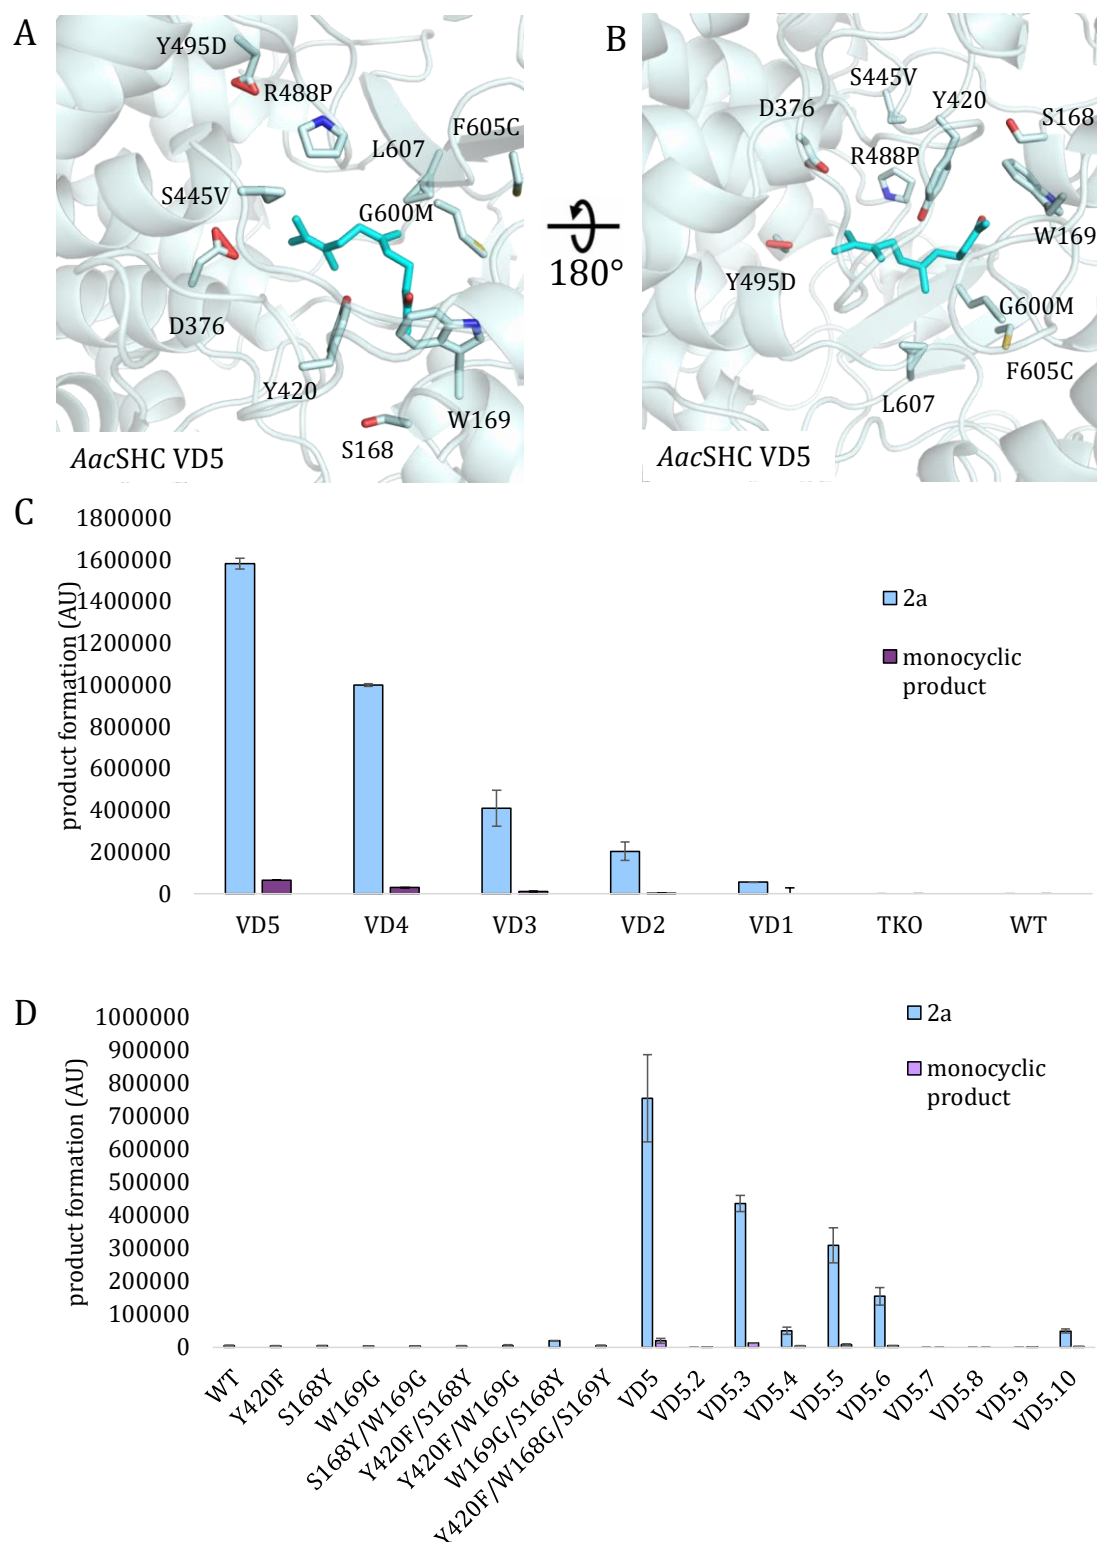 A
Y495D
R488P
F605C
L607
S445V
G600M
D376
Y420
W169
S168
AacSHC VD5
180°
B
S445V
Y420
D376
S168
R488P
W169
Y495D
G600M
F605C
L607
AacSHC VD5
C
product formation (AU)
1800000
1600000
1400000
1200000
1000000
800000
600000
400000
200000
0
2a
monocyclic
product
VD5
VD4
VD3
VD2
VD1
TKO
WT
D
product formation (AU)
1000000
900000
800000
700000
600000
500000
400000
300000
200000
100000
0
2a
monocyclic
product
WT
Y420F
S168Y
W169G
S168Y/W169G
Y420F/S168Y
Y420F/W169G
W169G/S168Y
Y420F/W168G/S169Y
VD5
VD5.2
VD5.3
VD5.4
VD5.5
VD5.6
VD5.7
VD5.8
VD5.9
VD5.10